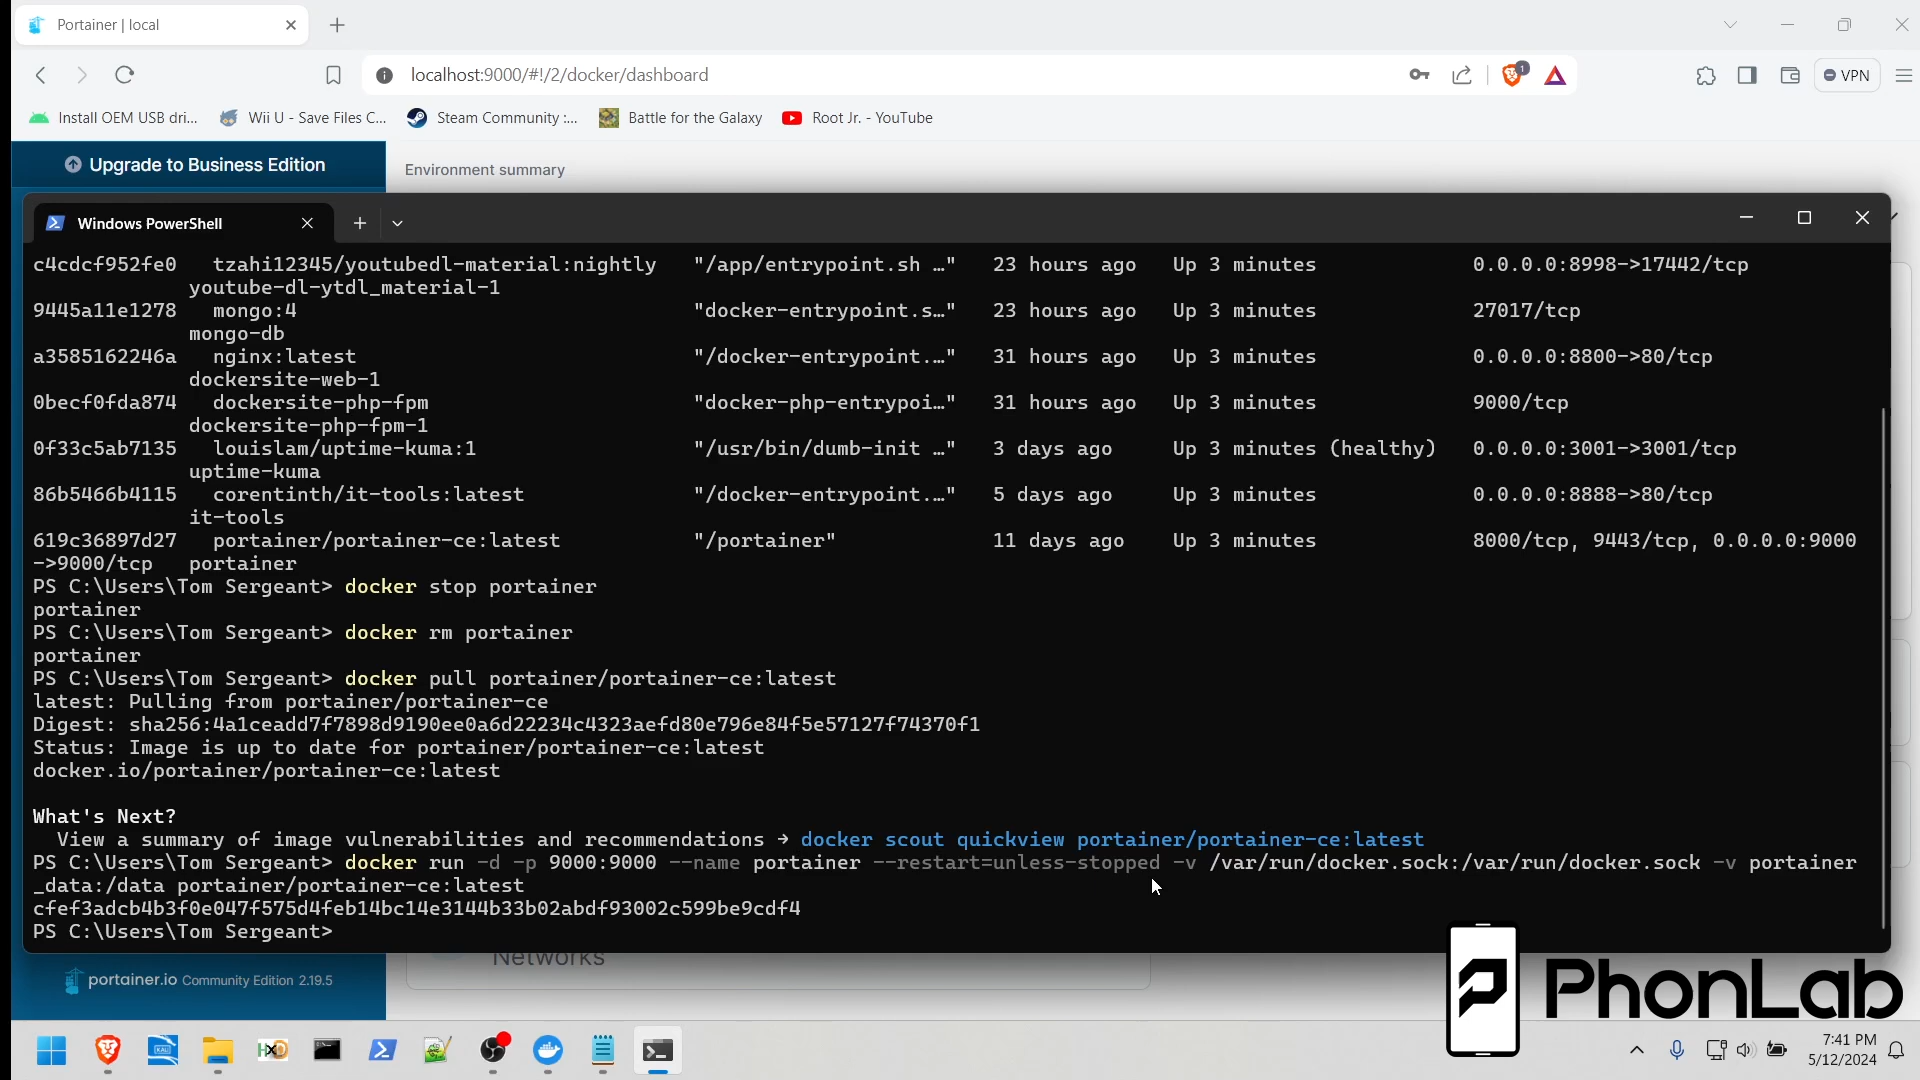 Portainer | local
localhost:9000/#!/2/docker/dashboard
1
VPN
Install OEM USB dri...
Wii U - Save Files C...
Steam Community :...
Battle for the Galaxy
Root Jr. - YouTube
Upgrade to Business Edition
Environment summary
Windows PowerShell
c4cdcf952fe0 tzahi12345/youtubedl-material:nightly "/app/entrypoint.sh …" 23 hours ago Up 3 minutes 0.0.0.0:8998->17442/tcp
youtube-dl-ytdl_material-1
9445a11e1278 mongo:4 "docker-entrypoint.s…" 23 hours ago Up 3 minutes 27017/tcp
mongo-db
a3585162246a nginx:latest "/docker-entrypoint.…" 31 hours ago Up 3 minutes 0.0.0.0:8800->80/tcp
dockersite-web-1
0becf0fda874 dockersite-php-fpm "docker-php-entrypoi…" 31 hours ago Up 3 minutes 9000/tcp
dockersite-php-fpm-1
0f33c5ab7135 louislam/uptime-kuma:1 "/usr/bin/dumb-init …" 3 days ago Up 3 minutes (healthy) 0.0.0.0:3001->3001/tcp
uptime-kuma
86b5466b4115 corentinth/it-tools:latest "/docker-entrypoint.…" 5 days ago Up 3 minutes 0.0.0.0:8888->80/tcp
it-tools
619c36897d27 portainer/portainer-ce:latest "/portainer" 11 days ago Up 3 minutes 8000/tcp, 9443/tcp, 0.0.0.0:9000
->9000/tcp portainer
PS C:\Users\Tom Sergeant> docker stop portainer
portainer
PS C:\Users\Tom Sergeant> docker rm portainer
portainer
PS C:\Users\Tom Sergeant> docker pull portainer/portainer-ce:latest
latest: Pulling from portainer/portainer-ce
Digest: sha256:4a1ceadd7f7898d9190ee0a6d22234c4323aefd80e796e84f5e57127f74370f1
Status: Image is up to date for portainer/portainer-ce:latest
docker.io/portainer/portainer-ce:latest
What's Next?
View a summary of image vulnerabilities and recommendations → docker scout quickview portainer/portainer-ce:latest
PS C:\Users\Tom Sergeant> docker run -d -p 9000:9000 --name portainer --restart=unless-stopped -v /var/run/docker.sock:/var/run/docker.sock -v portainer
_data:/data portainer/portainer-ce:latest
cfef3adcb4b3f0e047f575d4feb14bc14e3144b33b02abdf93002c599be9cdf4
PS C:\Users\Tom Sergeant>
Networks
portainer.io Community Edition 2.19.5
PhonLab
7:41 PM
5/12/2024